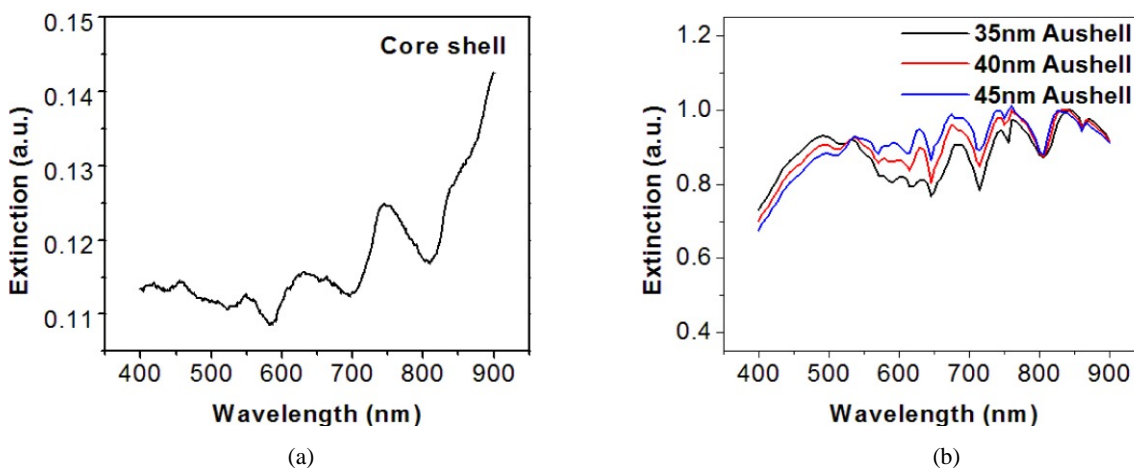 0.15
0.14
0.13
0.12
0.11
Extinction (a.u.)
Core shell
400 500 600 700 800 900
Wavelength (nm)
(a)
1.2
1.0
0.8
0.6
0.4
Extinction (a.u.)
35nm Aushell
40nm Aushell
45nm Aushell
400 500 600 700 800 900
Wavelength (nm)
(b)